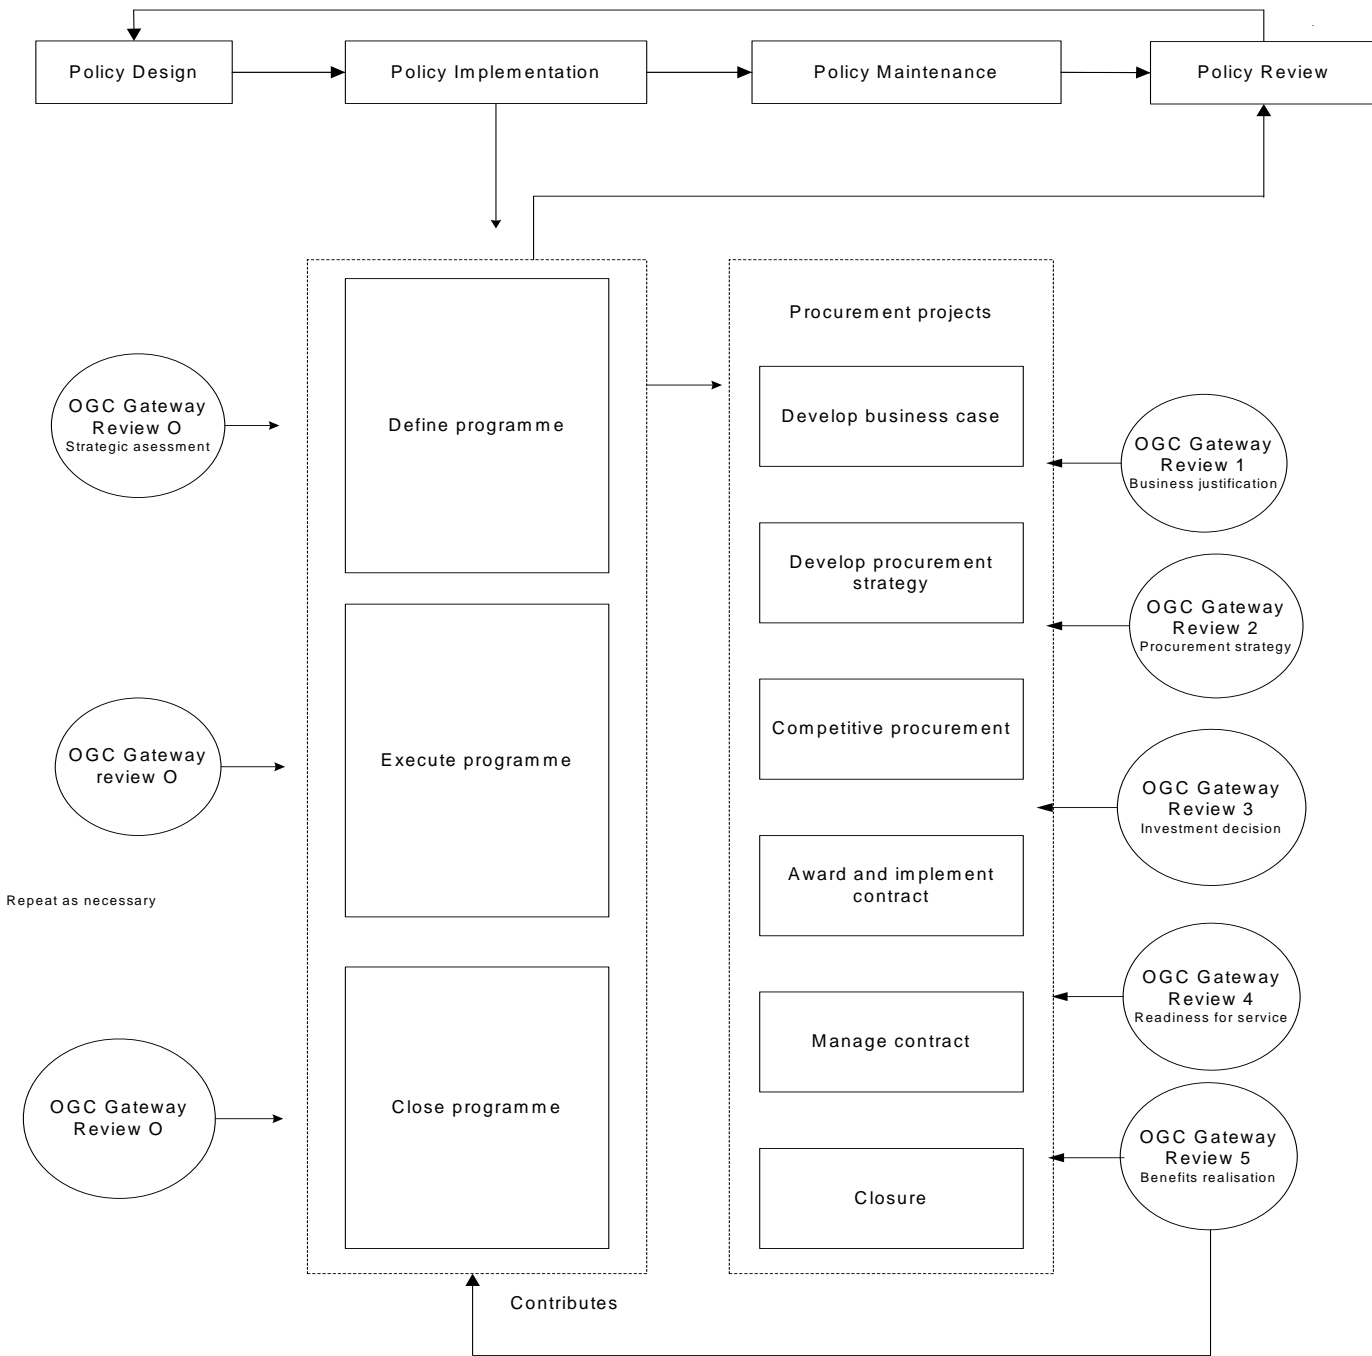 Policy Design
Policy Implementation
Policy Maintenance
Policy Review
Procurement projects
OGC Gateway
Review O
Strategic asessment
Define programme
Develop business case
OGC Gateway
Review 1
Business justification
Develop procurement
strategy
OGC Gateway
Review 2
Procurement strategy
OGC Gateway
review O
Execute programme
Competitive procurement
OGC Gateway
Review 3
Investment decision
Repeat as necessary
Award and implement
contract
OGC Gateway
Review 4
Readiness for service
Manage contract
OGC Gateway
Review O
Close programme
OGC Gateway
Review 5
Benefits realisation
Closure
Contributes